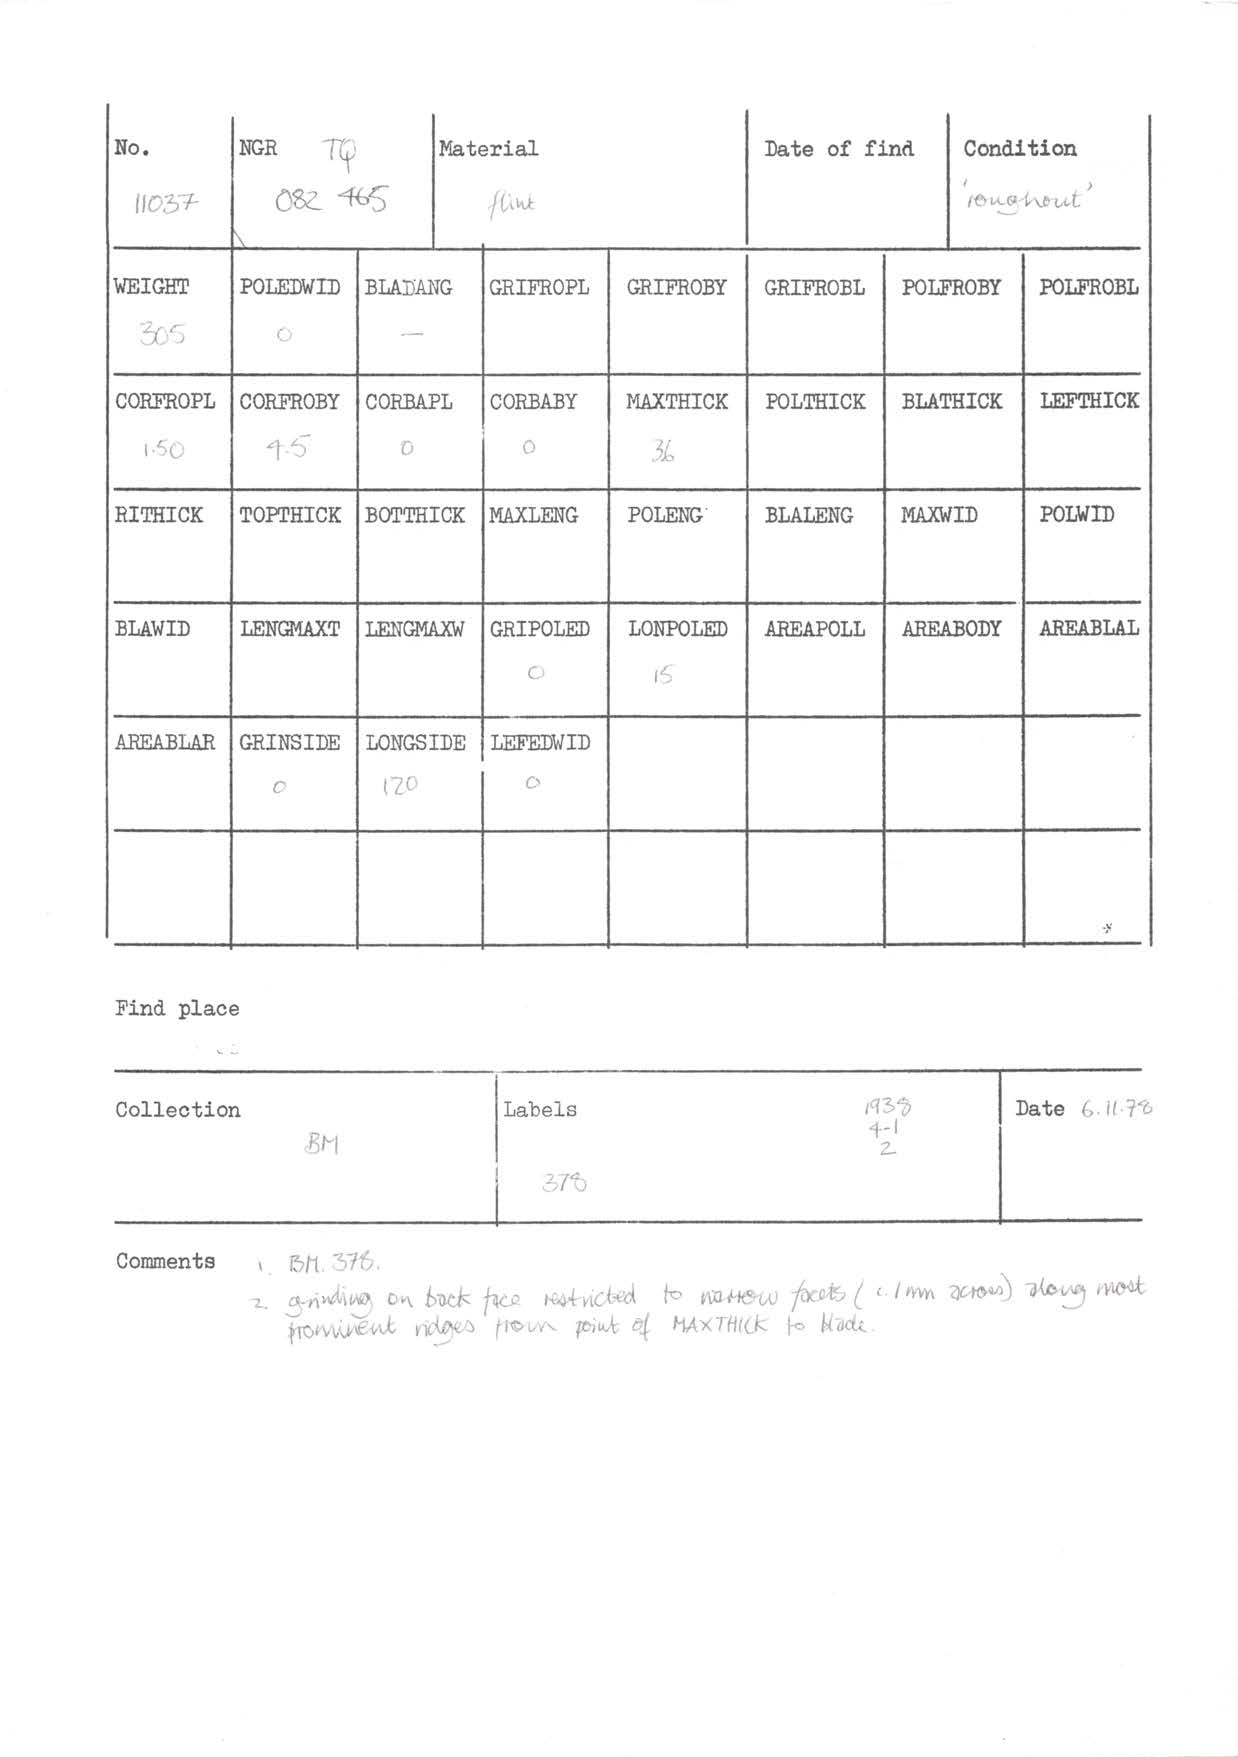 No. NGR TQ Material Date of find Condition
11037 082 465 flint 'roughout'
WEIGHT POLEDWID BLADANG GRIFROPL GRIFROBY GRIFROBL POLFROBY POLFROBL
305 0 —
CORFROPL CORFROBY CORBAPL CORBABY MAXTHICK POLTHICK BLATHICK LEFTHICK
1.50 4.5 0 0 36
RITHICK TOPTHICK BOTTHICK MAXLENG POLENG BLALENG MAXWID POLWID
BLAWID LENGMAXT LENGMAXW GRIPOLED LONPOLED AREAPOLL AREABODY AREABLAL
0 15
AREABLAR GRINSIDE LONGSIDE LEFEDWID
0 120 0
Find place
Collection Labels 1938 Date 6.11.78
4-1
BM 2
378
Comments 1. BM. 378.
2. grinding on back face restricted to narrow facets (c. 1mm across) along most
prominent ridges from point of MAXTHICK to blade.